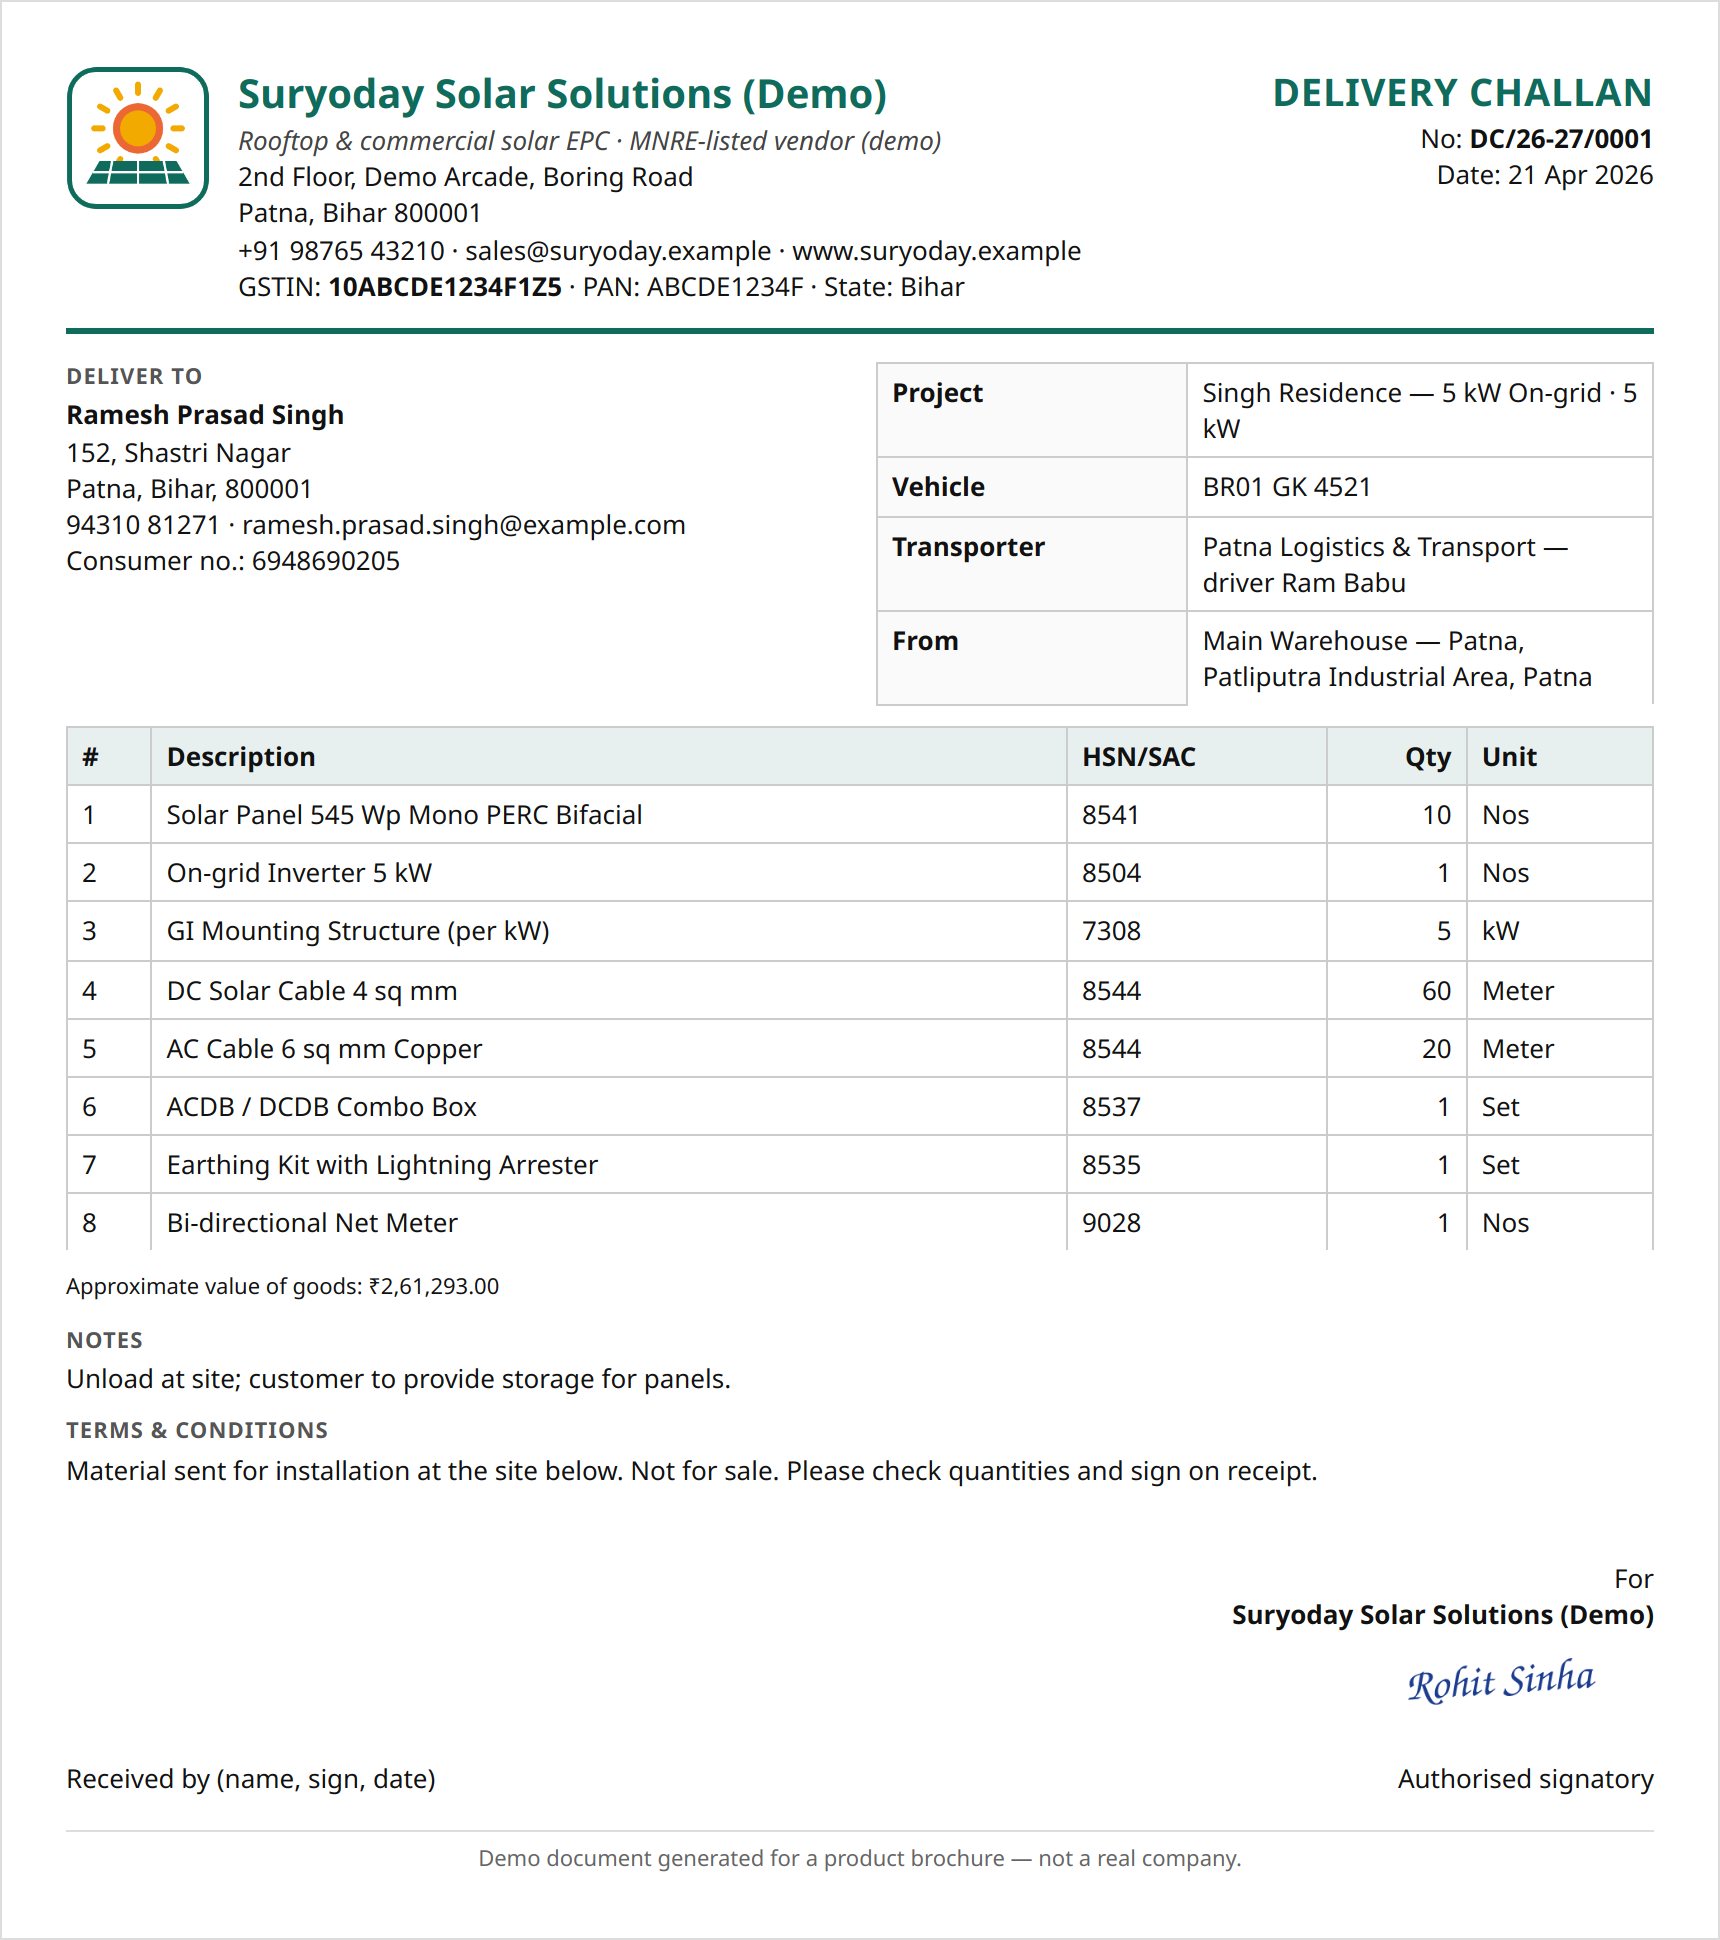 Suryoday Solar Solutions (Demo)
Rooftop & commercial solar EPC · MNRE-listed vendor (demo)
2nd Floor, Demo Arcade, Boring Road
Patna, Bihar 800001
+91 98765 43210 · sales@suryoday.example · www.suryoday.example
GSTIN: 10ABCDE1234F1Z5 · PAN: ABCDE1234F · State: Bihar
DELIVERY CHALLAN
No: DC/26-27/0001
Date: 21 Apr 2026
DELIVER TO
Ramesh Prasad Singh
152, Shastri Nagar
Patna, Bihar, 800001
94310 81271 · ramesh.prasad.singh@example.com
Consumer no.: 6948690205
Project Singh Residence — 5 kW On-grid · 5
kW
Vehicle BR01 GK 4521
Transporter Patna Logistics & Transport —
driver Ram Babu
From Main Warehouse — Patna,
Patliputra Industrial Area, Patna
# Description HSN/SAC Qty Unit
1 Solar Panel 545 Wp Mono PERC Bifacial 8541 10 Nos
2 On-grid Inverter 5 kW 8504 1 Nos
3 GI Mounting Structure (per kW) 7308 5 kW
4 DC Solar Cable 4 sq mm 8544 60 Meter
5 AC Cable 6 sq mm Copper 8544 20 Meter
6 ACDB / DCDB Combo Box 8537 1 Set
7 Earthing Kit with Lightning Arrester 8535 1 Set
8 Bi-directional Net Meter 9028 1 Nos
Approximate value of goods: ₹2,61,293.00
NOTES
Unload at site; customer to provide storage for panels.
TERMS & CONDITIONS
Material sent for installation at the site below. Not for sale. Please check quantities and sign on receipt.
For
Suryoday Solar Solutions (Demo)
Rohit Sinha
Received by (name, sign, date) Authorised signatory
Demo document generated for a product brochure — not a real company.